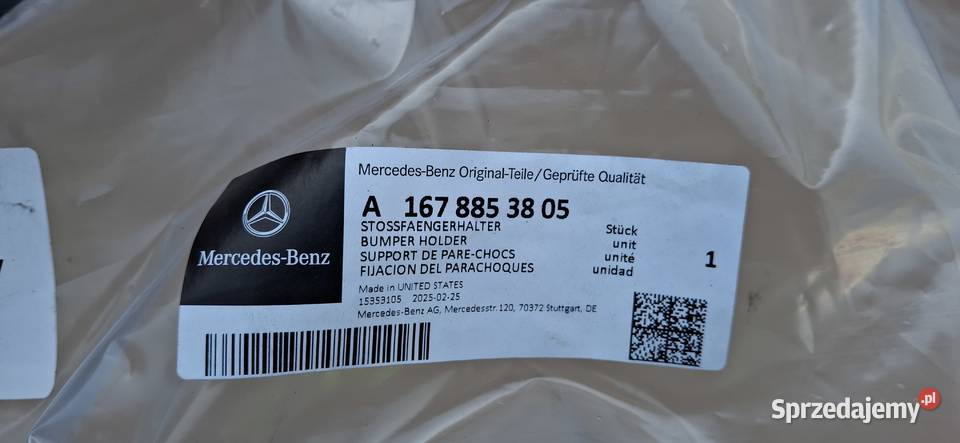 Mercedes-Benz Original-Teile/Geprüfte Qualität
A 167 885 38 05
STOSSFAENGERHALTER Stück
BUMPER HOLDER unit
SUPPORT DE PARE-CHOCS unité
FIJACION DEL PARACHOQUES unidad
1
Mercedes-Benz
Made in UNITED STATES
15353105 2025-02-25
Mercedes-Benz AG, Mercedesstr.120, 70372 Stuttgart, DE
Sprzedajemy.pl